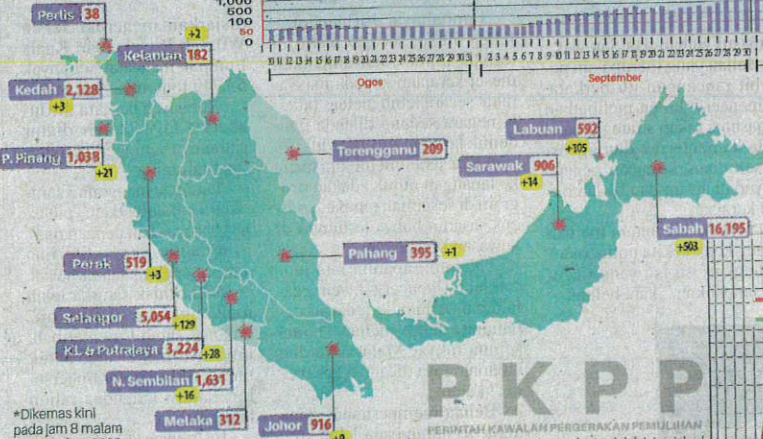 1,000
500
100
50
0
10 11 12 13 14 15 16 17 18 19 20 21 22 23 24 25 26 27 28 29 30 31
1 2 3 4 5 6 7 8 9 10 11 12 13 14 15 16 17 18 19 20 21 22 23 24 25 26 27 28 29 30
Ogos
September
Perlis 38
+2
Kelantan 182
Kedah 2,128
+3
P. Pinang 1,038
+21
Terengganu 209
Labuan 592
+105
Sarawak 906
+14
Sabah 16,195
+503
Pahang 395 +1
Perak 519
+3
Selangor 5,054
+129
KL & Putrajaya 3,224
+28
N. Sembilan 1,631
+16
Melaka 312
Johor 916
PKPP
PERINTAH KAWALAN PERGERAKAN PEMULIHAN
*Dikemas kini
pada jam 8 malam